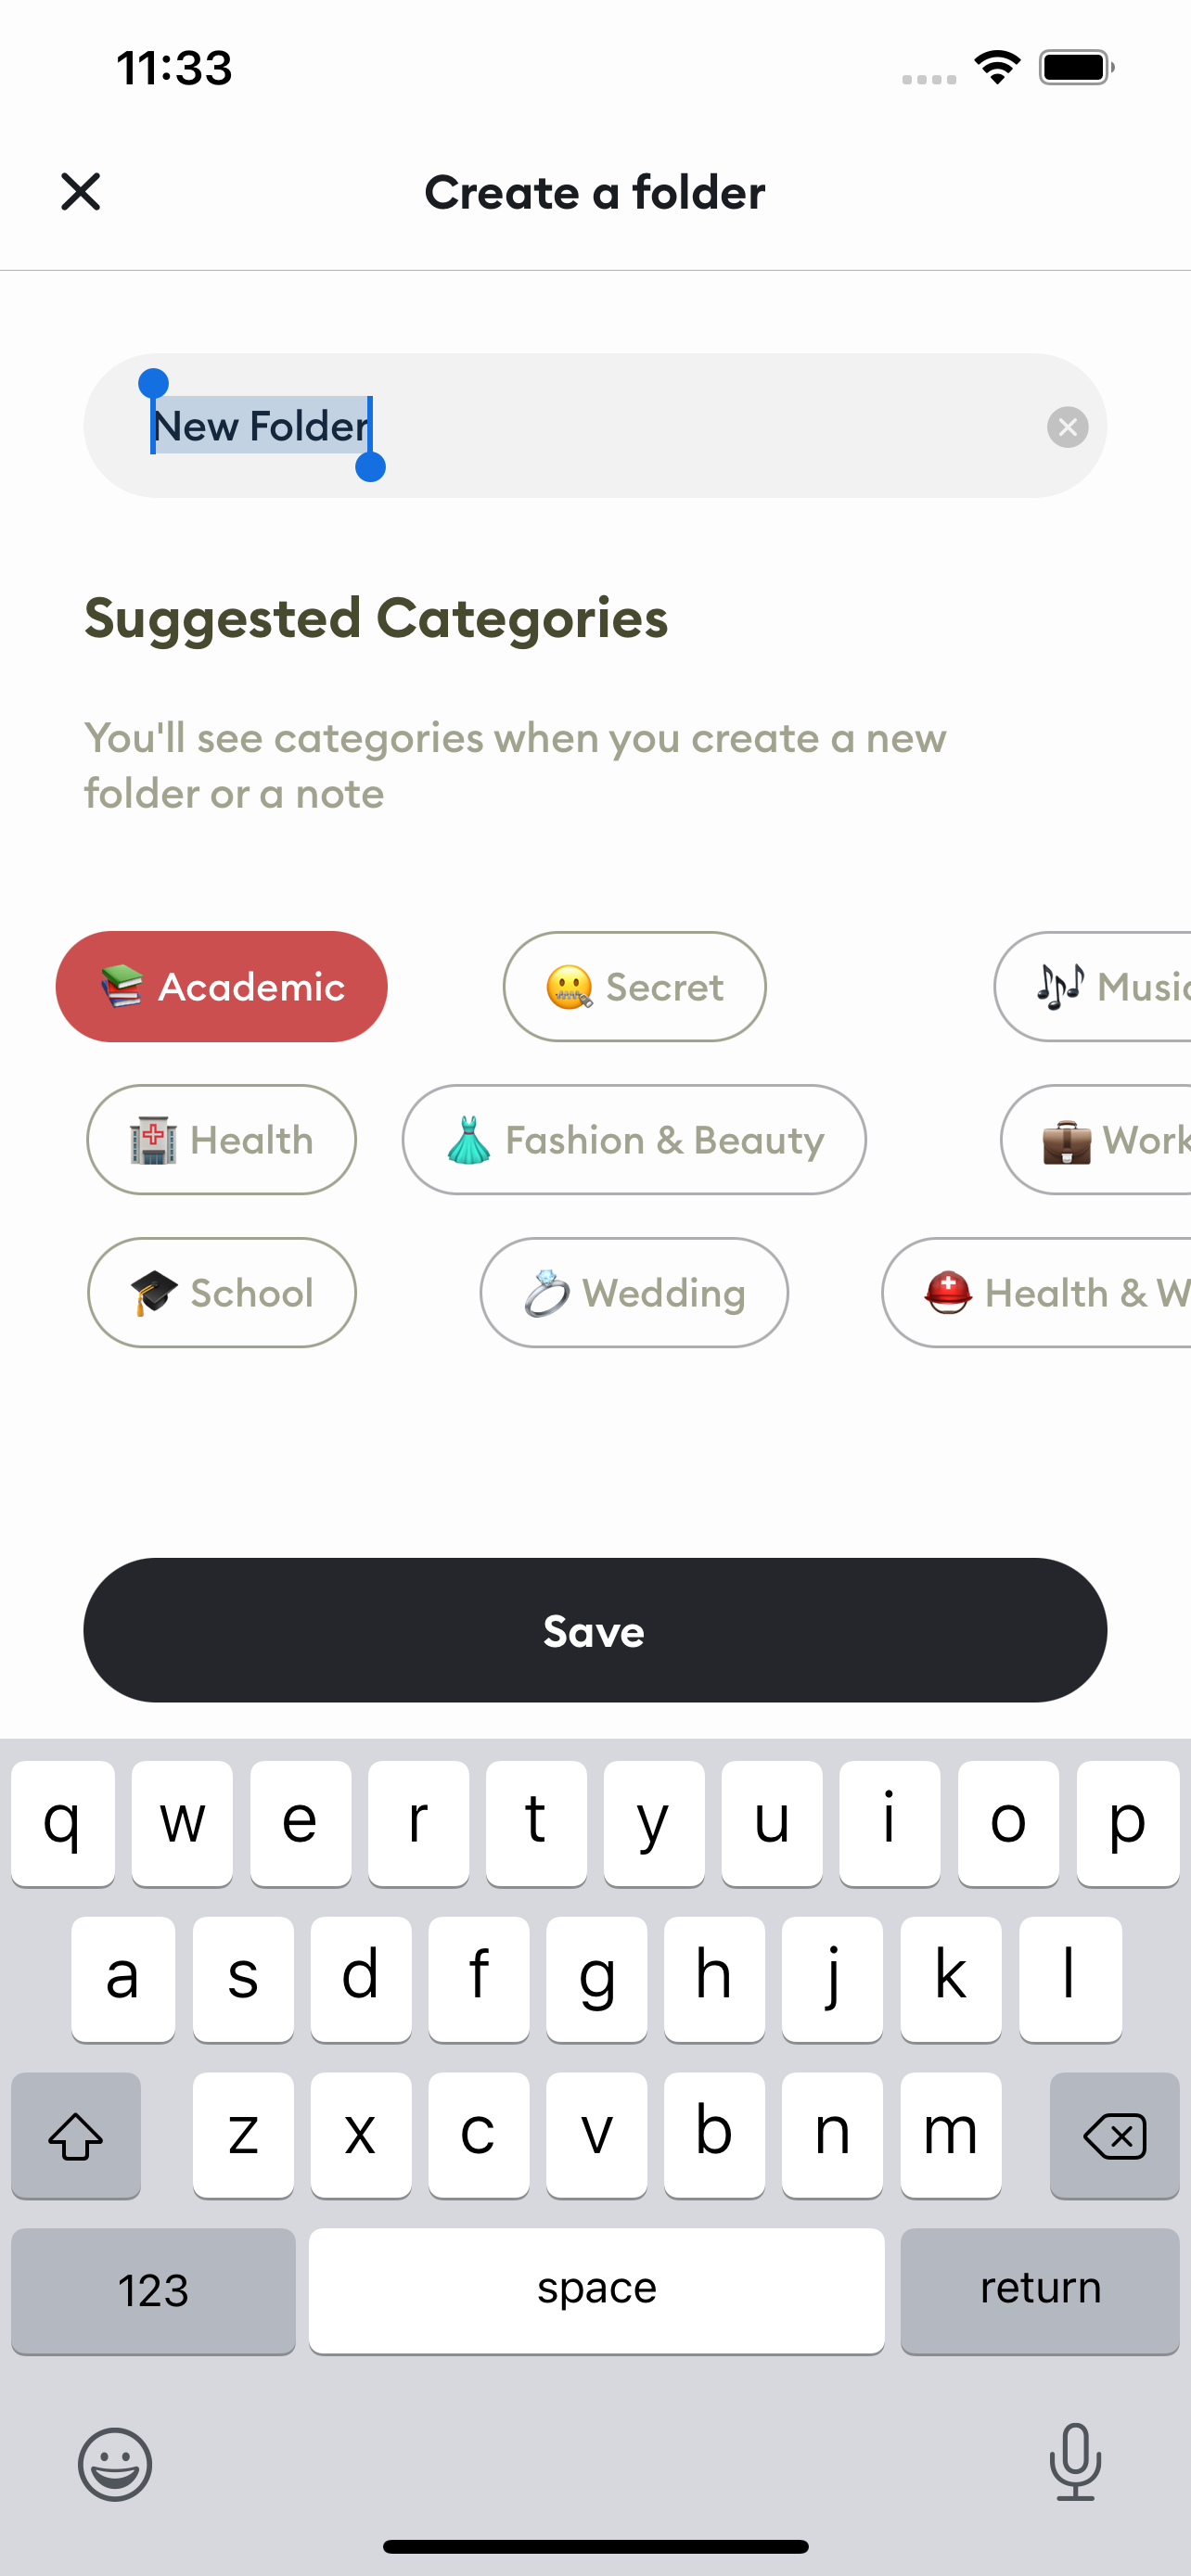 11:33
Create a folder
New Folder
Suggested Categories
You'll see categories when you create a new
folder or a note
Academic
Secret
Music
Health
Fashion & Beauty
Work
School
Wedding
Health & W
Save
q w e r t y u i o p
a s d f g h j k l
z x c v b n m
123
space
return